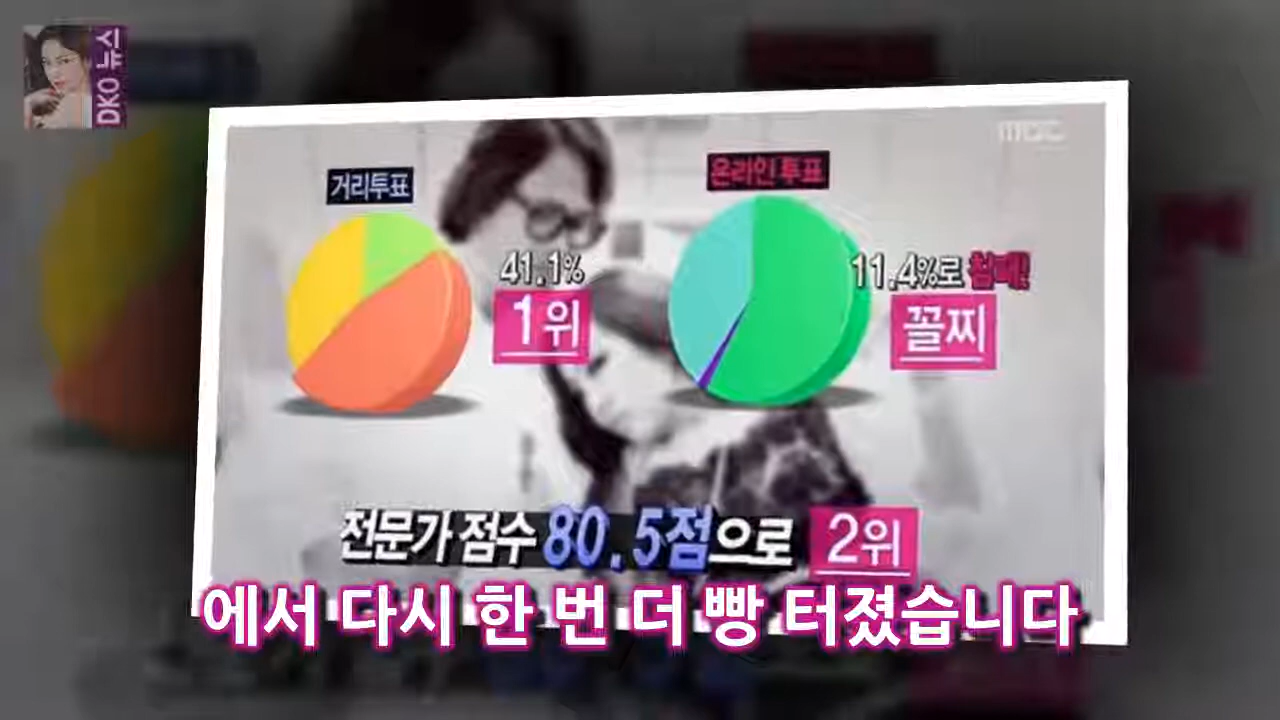 DKO 뉴스
MBC
거리투표
온라인 투표
41.1%
1위
11.4%로 참패!
꼴찌
전문가 점수 80.5점으로 2위
에서 다시 한 번 더 빵 터졌습니다